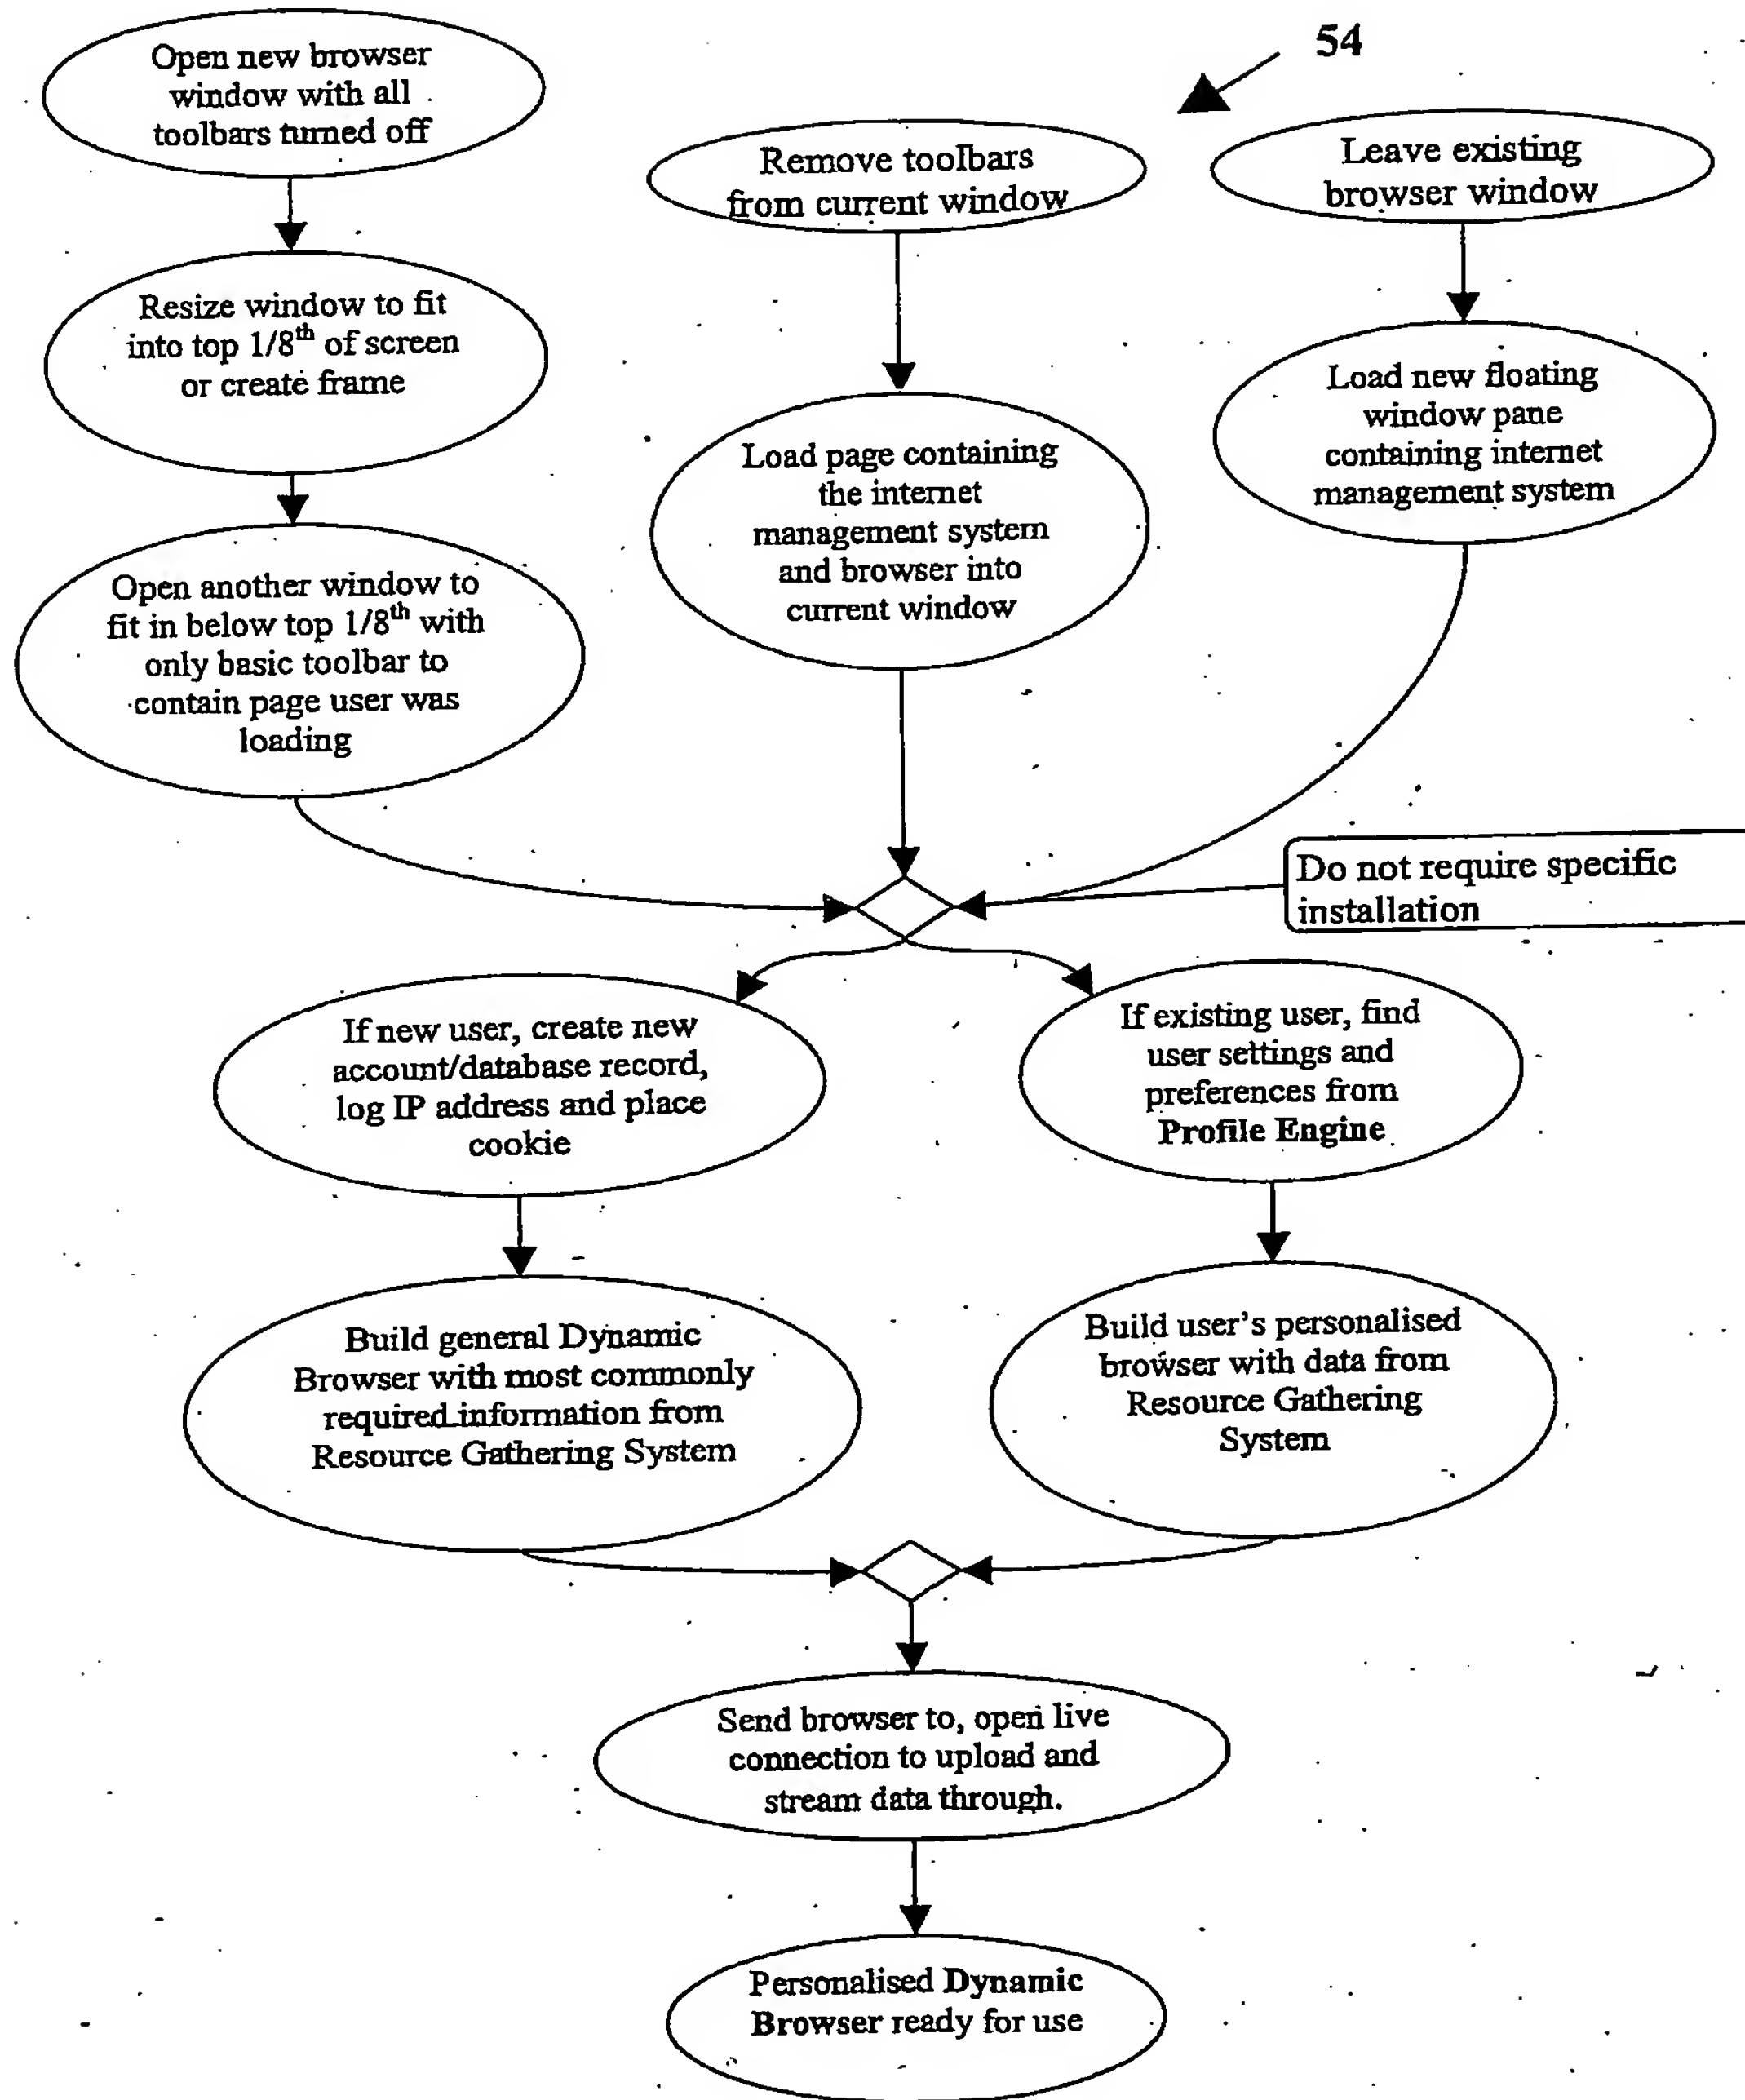 54
Open new browser
window with all
toolbars turned off
Remove toolbars
from current window
Leave existing
browser window
Resize window to fit
into top 1/8th of screen
or create frame
Load page containing
the internet
management system
and browser into
current window
Load new floating
window pane
containing internet
management system
Open another window to
fit in below top 1/8th with
only basic toolbar to
contain page user was
loading
Do not require specific
installation
If new user, create new
account/database record,
log IP address and place
cookie
If existing user, find
user settings and
preferences from
Profile Engine
Build general Dynamic
Browser with most commonly
required information from
Resource Gathering System
Build user's personalised
browser with data from
Resource Gathering
System
Send browser to, open live
connection to upload and
stream data through.
Personalised Dynamic
Browser ready for use